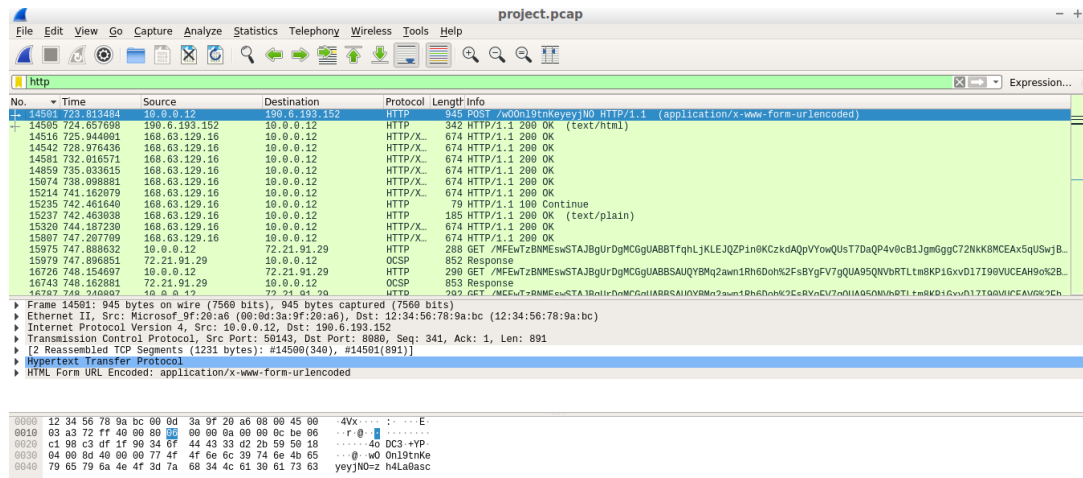 project.pcap
File Edit View Go Capture Analyze Statistics Telephony Wireless Tools Help
http
Expression...
No. Time Source Destination Protocol Length Info
14501 723.813484 10.0.0.12 190.6.193.152 HTTP 945 POST /wOOnl9tnKeyeyjNO HTTP/1.1 (application/x-www-form-urlencoded)
14505 724.657698 190.6.193.152 10.0.0.12 HTTP 342 HTTP/1.1 200 OK (text/html)
14516 725.944001 168.63.129.16 10.0.0.12 HTTP/X… 674 HTTP/1.1 200 OK
14542 728.976436 168.63.129.16 10.0.0.12 HTTP/X… 674 HTTP/1.1 200 OK
14581 732.016571 168.63.129.16 10.0.0.12 HTTP/X… 674 HTTP/1.1 200 OK
14859 735.033615 168.63.129.16 10.0.0.12 HTTP/X… 674 HTTP/1.1 200 OK
15074 738.098881 168.63.129.16 10.0.0.12 HTTP/X… 674 HTTP/1.1 200 OK
15214 741.162079 168.63.129.16 10.0.0.12 HTTP/X… 674 HTTP/1.1 200 OK
15235 742.461640 168.63.129.16 10.0.0.12 HTTP 79 HTTP/1.1 100 Continue
15237 742.463038 168.63.129.16 10.0.0.12 HTTP 185 HTTP/1.1 200 OK (text/plain)
15320 744.187230 168.63.129.16 10.0.0.12 HTTP/X… 674 HTTP/1.1 200 OK
15807 747.207709 168.63.129.16 10.0.0.12 HTTP/X… 674 HTTP/1.1 200 OK
15975 747.888632 10.0.0.12 72.21.91.29 HTTP 288 GET
15979 747.896851 72.21.91.29 10.0.0.12 OCSP 852 Response
16726 748.154697 10.0.0.12 72.21.91.29 HTTP 290 GET
16743 748.162881 72.21.91.29 10.0.0.12 OCSP 853 Response
16787 748.240897 10.0.0.12 72.21.91.29 HTTP 292 GET
Frame 14501: 945 bytes on wire (7560 bits), 945 bytes captured (7560 bits)
Ethernet II, Src: Microsof_9f:20:a6 (00:0d:3a:9f:20:a6), Dst: 12:34:56:78:9a:bc (12:34:56:78:9a:bc)
Internet Protocol Version 4, Src: 10.0.0.12, Dst: 190.6.193.152
Transmission Control Protocol, Src Port: 50143, Dst Port: 8080, Seq: 341, Ack: 1, Len: 891
[2 Reassembled TCP Segments (1231 bytes): #14500(340), #14501(891)]
Hypertext Transfer Protocol
HTML Form URL Encoded: application/x-www-form-urlencoded
0000 12 34 56 78 9a bc 00 0d 3a 9f 20 a6 08 00 45 00 ·4Vx···· :· ···E·
0010 03 a3 72 ff 40 00 80 06 00 00 0a 00 00 0c be 06 ··r·@··· ········
0020 c1 98 c3 df 1f 90 34 6f 44 43 33 d2 2b 59 50 18 ······4o DC3·+YP·
0030 04 00 8d 40 00 00 77 4f 4f 6e 6c 39 74 6e 4b 65 ···@··wO Onl9tnKe
0040 79 65 79 6a 4e 4f 3d 7a 68 34 4c 61 30 61 73 63 yeyjNO=z h4La0asc